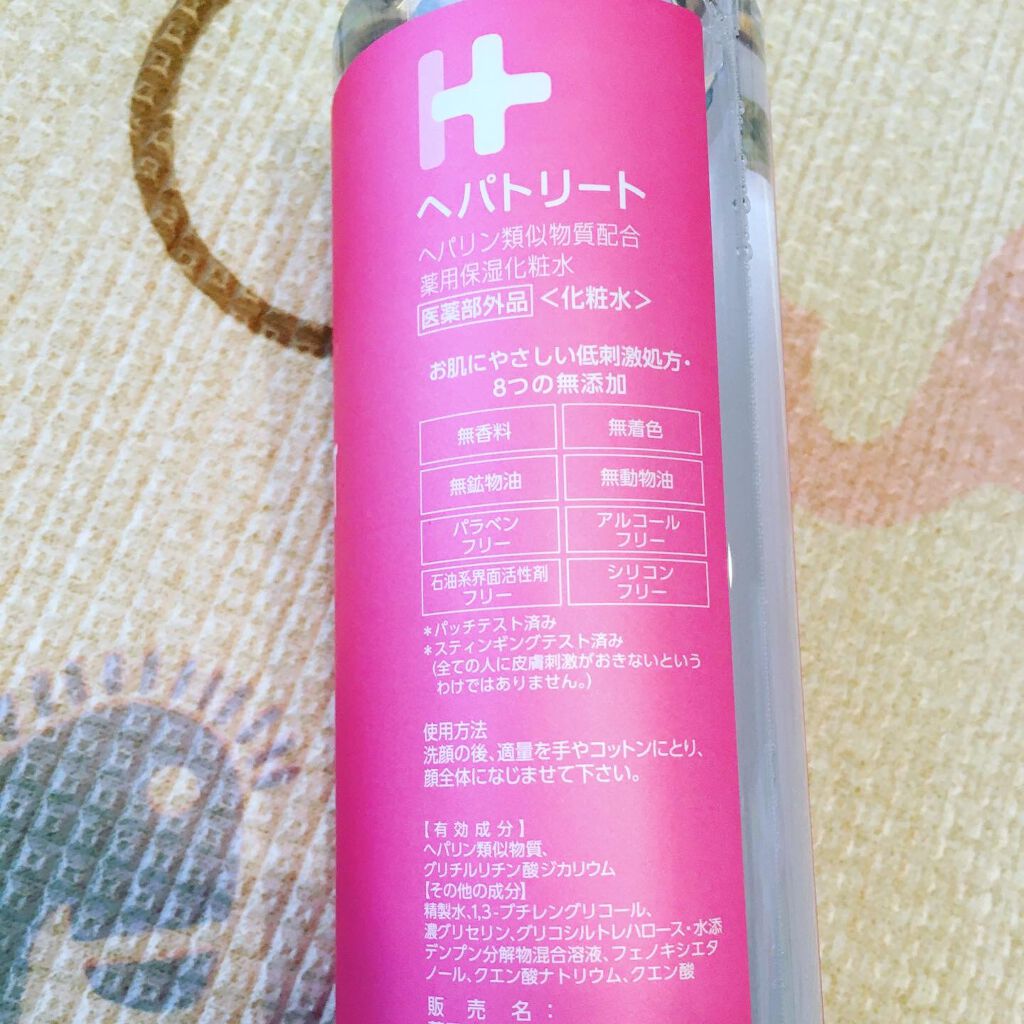 H
ヘパトリート
ヘパリン類似物質配合
薬用保湿化粧水
医薬部外品 <化粧水>
お肌にやさしい低刺激処方・
8つの無添加
無香料 無着色
無鉱物油 無動物油
パラベン
フリー
アルコール
フリー
石油系界面活性剤
フリー
シリコン
フリー
*パッチテスト済み
*スティンギングテスト済み
(全ての人に皮膚刺激がおきないという
わけではありません。)
使用方法
洗顔の後、適量を手やコットンにとり、
顔全体になじませて下さい。
【有効成分】
ヘパリン類似物質、
グリチルリチン酸ジカリウム
【その他の成分】
精製水、1,3-ブチレングリコール、
濃グリセリン、グリコシルトレハロース・水添
デンプン分解物混合溶液、フェノキシエタ
ノール、クエン酸ナトリウム、クエン酸
販売名: